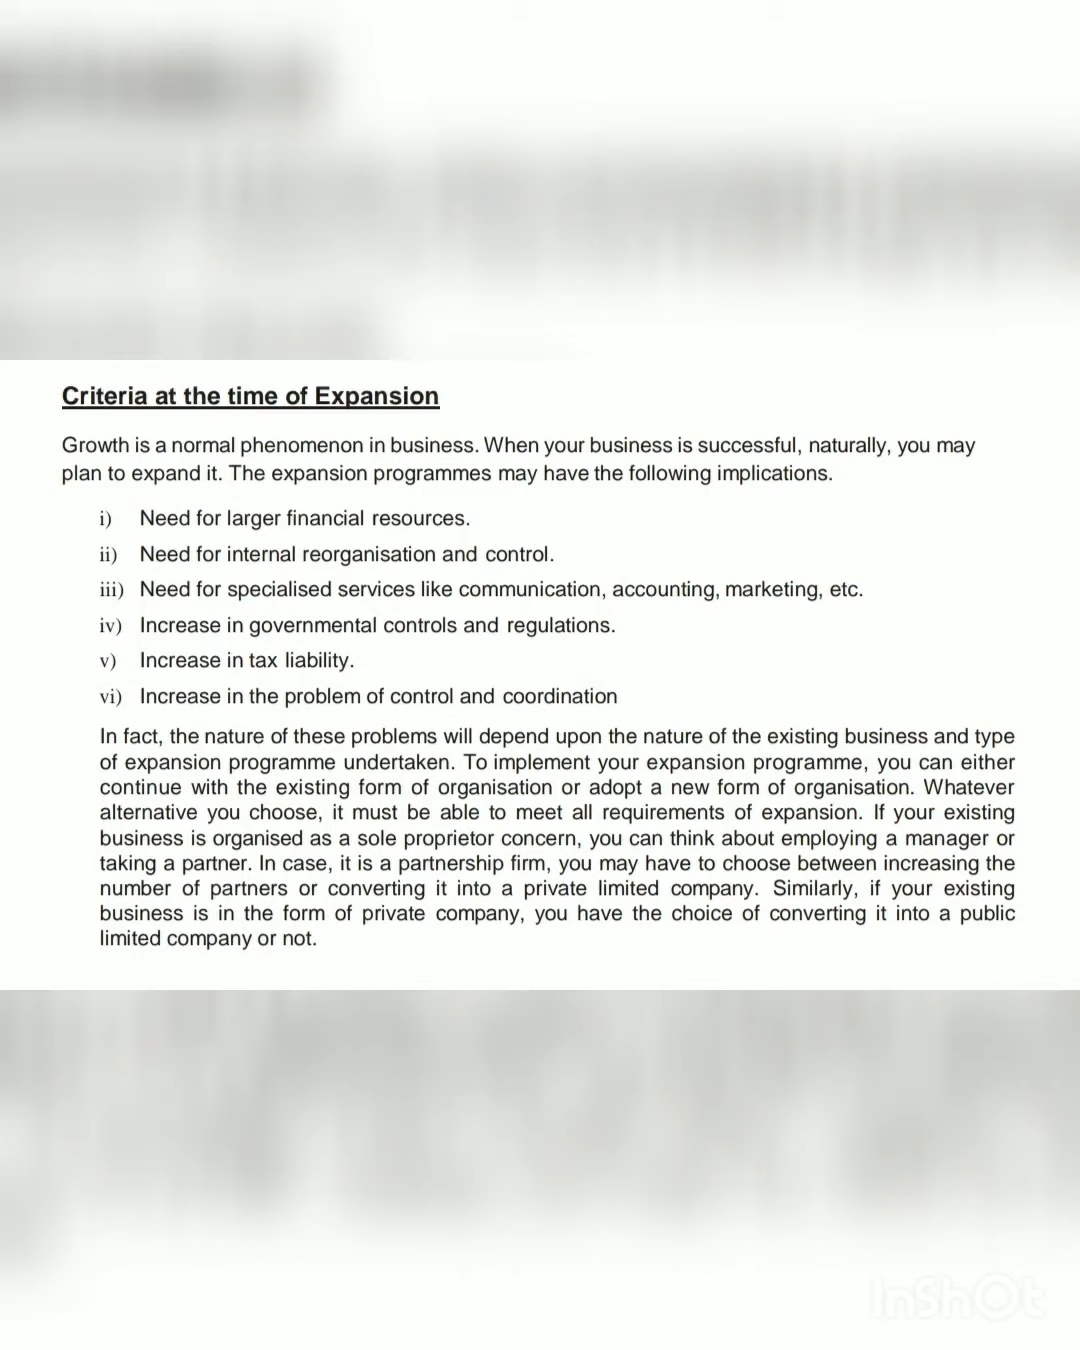 Criteria at the time of Expansion
Growth is a normal phenomenon in business. When your business is successful, naturally, you may
plan to expand it. The expansion programmes may have the following implications.
i) Need for larger financial resources.
ii) Need for internal reorganisation and control.
iii) Need for specialised services like communication, accounting, marketing, etc.
iv) Increase in governmental controls and regulations.
v) Increase in tax liability.
vi) Increase in the problem of control and coordination
In fact, the nature of these problems will depend upon the nature of the existing business and type
of expansion programme undertaken. To implement your expansion programme, you can either
continue with the existing form of organisation or adopt a new form of organisation. Whatever
alternative you choose, it must be able to meet all requirements of expansion. If your existing
business is organised as a sole proprietor concern, you can think about employing a manager or
taking a partner. In case, it is a partnership firm, you may have to choose between increasing the
number of partners or converting it into a private limited company. Similarly, if your existing
business is in the form of private company, you have the choice of converting it into a public
limited company or not.
InShOt